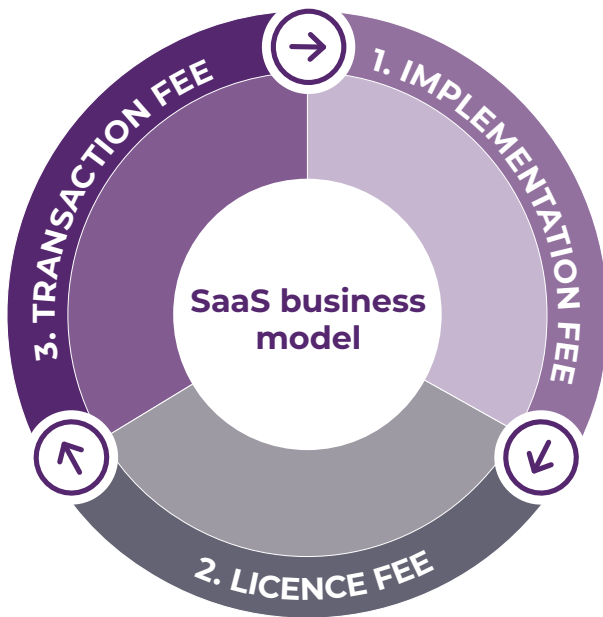 SaaS business
model
1. IMPLEMENTATION FEE
2. LICENCE FEE
3. TRANSACTION FEE